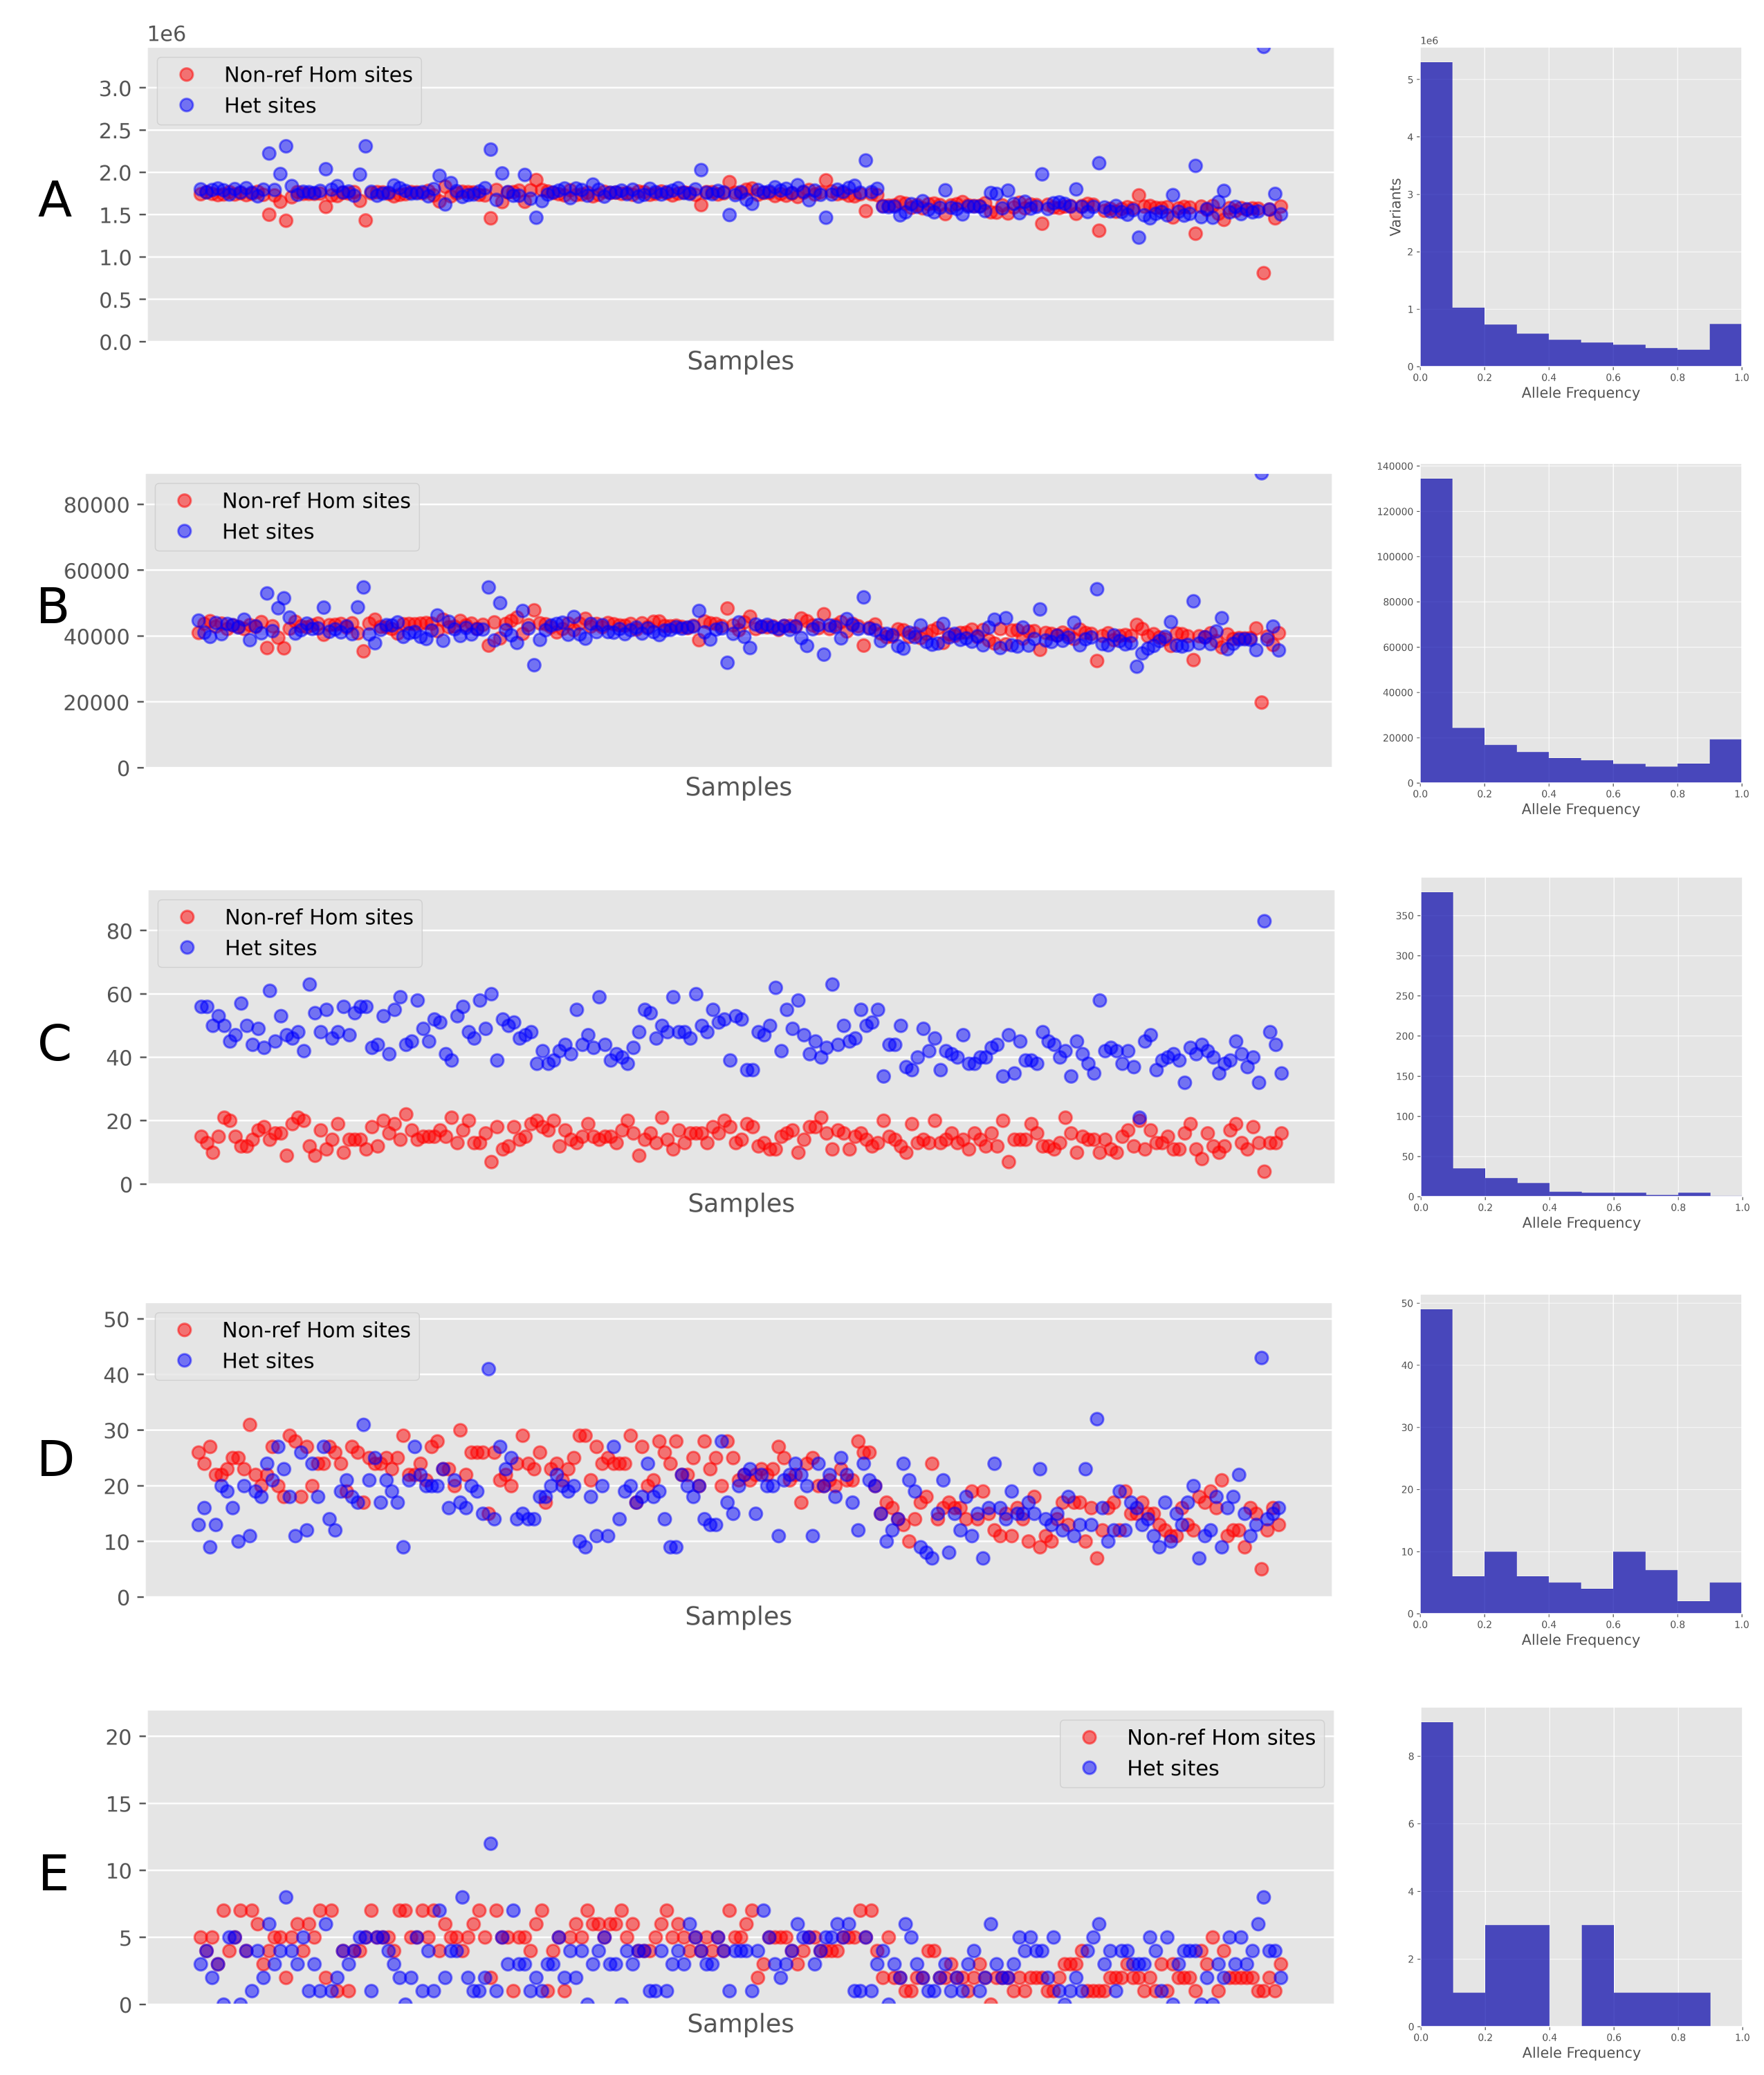 A
1e6
3.0
2.5
2.0
1.5
1.0
0.5
0.0
Non-ref Hom sites
Het sites
Samples
1e6
5
4
3
2
1
0
Variants
0.0 0.2 0.4 0.6 0.8 1.0
Allele Frequency
B
80000
60000
40000
20000
0
Non-ref Hom sites
Het sites
Samples
140000
120000
100000
80000
60000
40000
20000
0
0.0 0.2 0.4 0.6 0.8 1.0
Allele Frequency
C
80
60
40
20
0
Non-ref Hom sites
Het sites
Samples
350
300
250
200
150
100
50
0
0.0 0.2 0.4 0.6 0.8 1.0
Allele Frequency
D
50
40
30
20
10
0
Non-ref Hom sites
Het sites
Samples
50
40
30
20
10
0
0.0 0.2 0.4 0.6 0.8 1.0
Allele Frequency
E
20
15
10
5
0
Non-ref Hom sites
Het sites
Samples
8
6
4
2
0
0.0 0.2 0.4 0.6 0.8 1.0
Allele Frequency